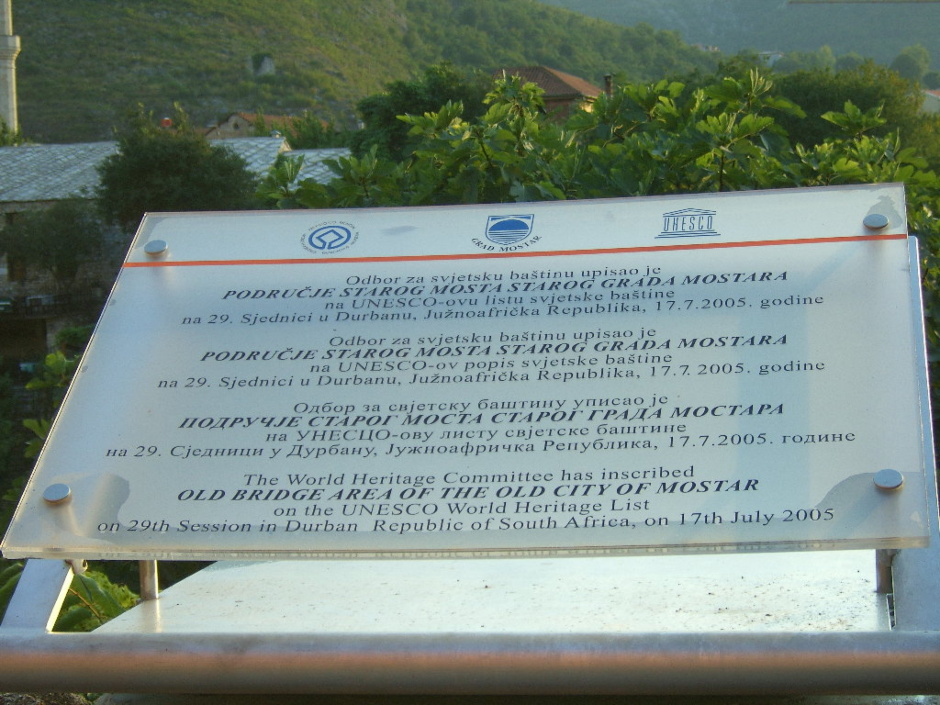 GRAD MOSTAR
UNESCO
Odbor za svjetsku baštinu upisao je
PODRUČJE STAROG MOSTA STAROG GRADA MOSTARA
na UNESCO-ovu listu svjetske baštine
na 29. Sjednici u Durbanu, Južnoafrička Republika, 17.7.2005. godine
Odbor za svjetsku baštinu upisao je
PODRUČJE STAROG MOSTA STAROG GRADA MOSTARA
na UNESCO-ov popis svjetske baštine
na 29. Sjednici u Durbanu, Južnoafrička Republika, 17.7.2005. godine
Одбор за свјетску баштину уписао је
ПОДРУЧЈЕ СТАРОГ МОСТА СТАРОГ ГРАДА МОСТАРА
на УНЕСЦО-ову листу свјетске баштине
на 29. Сједници у Дурбану, Јужноафричка Република, 17.7.2005. године
The World Heritage Committee has inscribed
OLD BRIDGE AREA OF THE OLD CITY OF MOSTAR
on the UNESCO World Heritage List
on 29th Session in Durban Republic of South Africa, on 17th July 2005